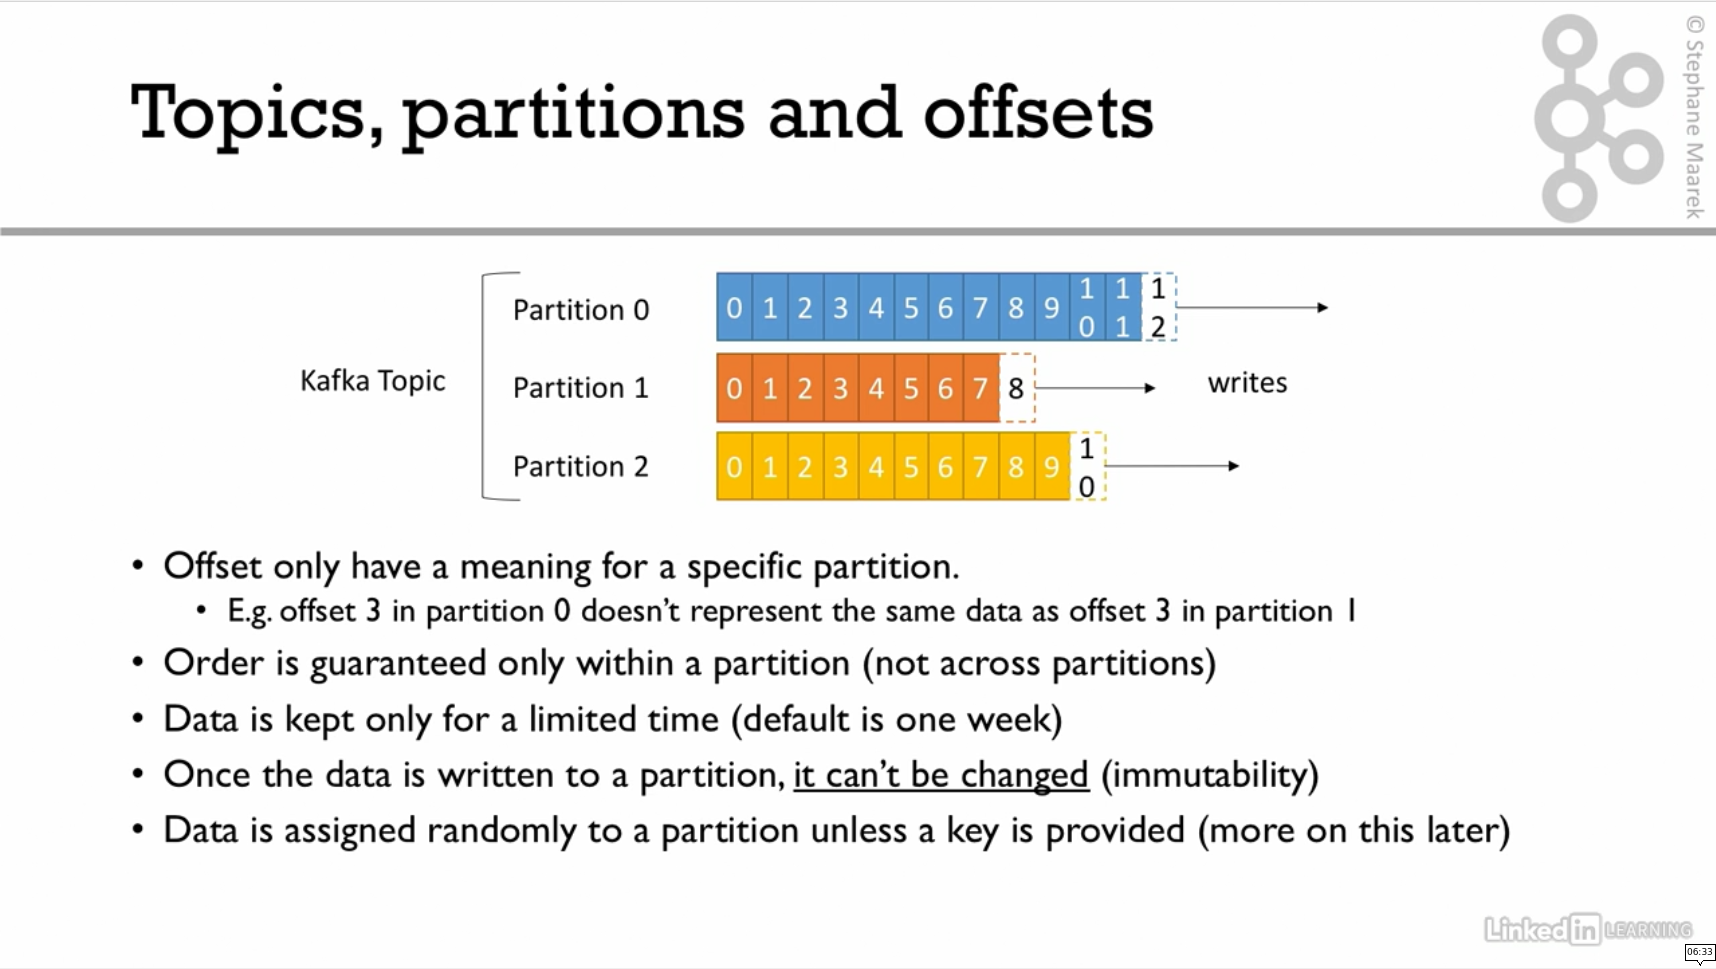 Topics, partitions and offsets
© Stephane Maarek
Kafka Topic
Partition 0
0 1 2 3 4 5 6 7 8 9 10 11 12
Partition 1
0 1 2 3 4 5 6 7 8
writes
Partition 2
0 1 2 3 4 5 6 7 8 9 10
• Offset only have a meaning for a specific partition.
• E.g. offset 3 in partition 0 doesn't represent the same data as offset 3 in partition 1
• Order is guaranteed only within a partition (not across partitions)
• Data is kept only for a limited time (default is one week)
• Once the data is written to a partition, it can't be changed (immutability)
• Data is assigned randomly to a partition unless a key is provided (more on this later)
Linked in LEARNING
06:33